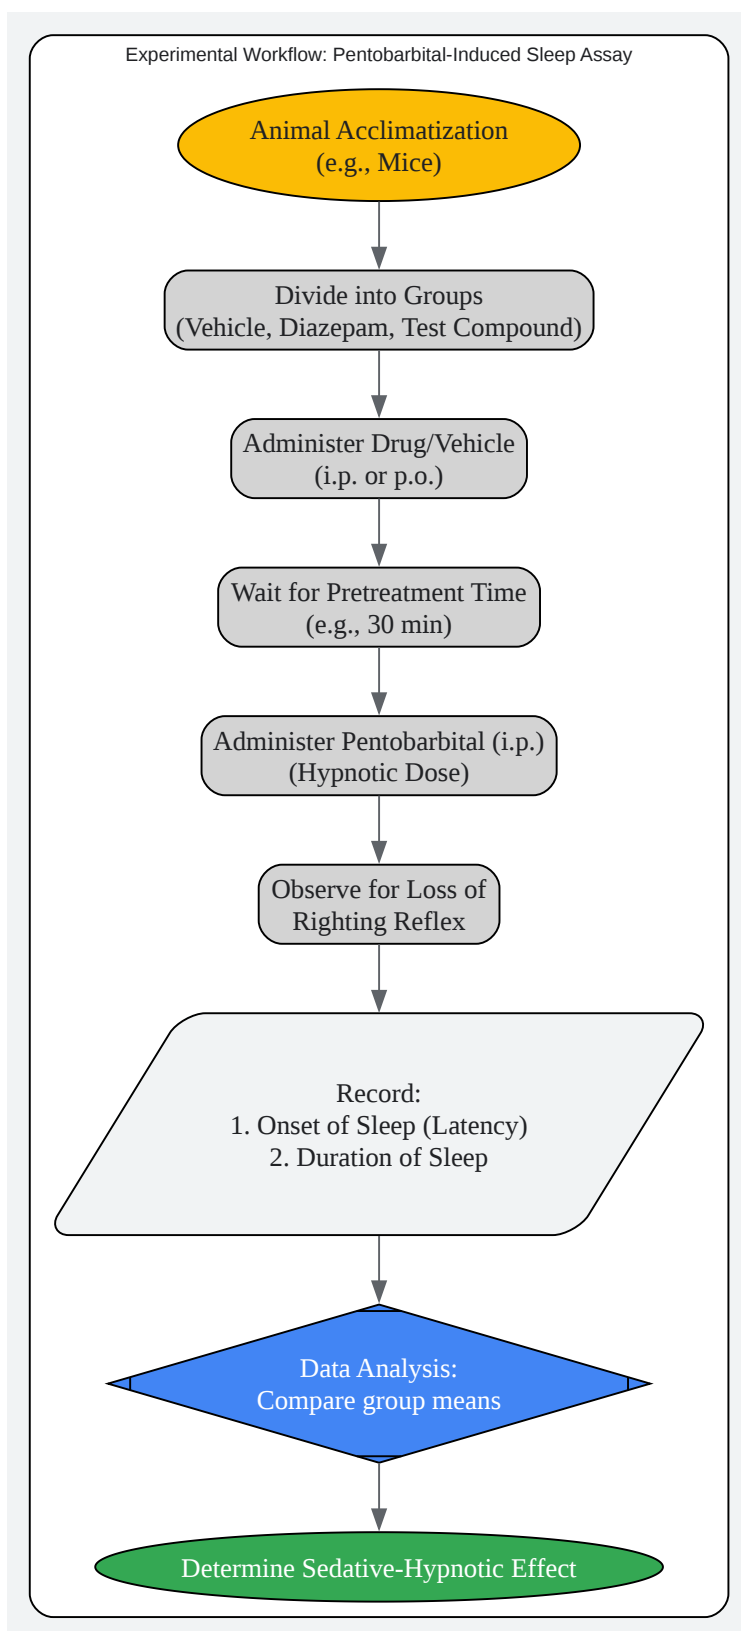 Experimental Workflow: Pentobarbital-Induced Sleep Assay
Animal Acclimatization
(e.g., Mice)
Divide into Groups
(Vehicle, Diazepam, Test Compound)
Administer Drug/Vehicle
(i.p. or p.o.)
Wait for Pretreatment Time
(e.g., 30 min)
Administer Pentobarbital (i.p.)
(Hypnotic Dose)
Observe for Loss of
Righting Reflex
Record:
1. Onset of Sleep (Latency)
2. Duration of Sleep
Data Analysis:
Compare group means
Determine Sedative-Hypnotic Effect